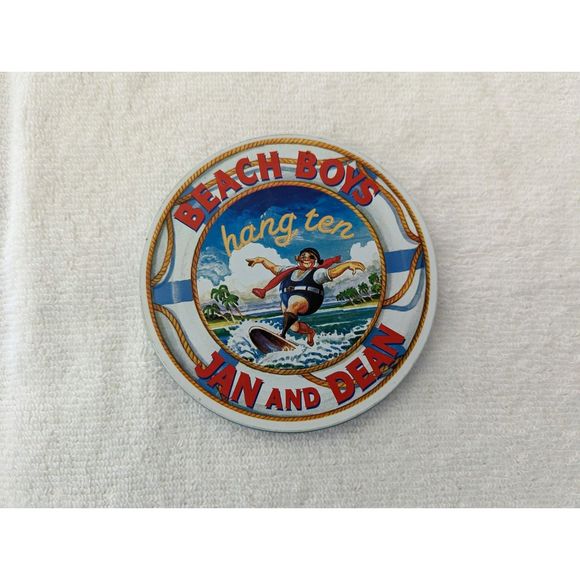 BEACH BOYS
hang ten
JAN AND DEAN